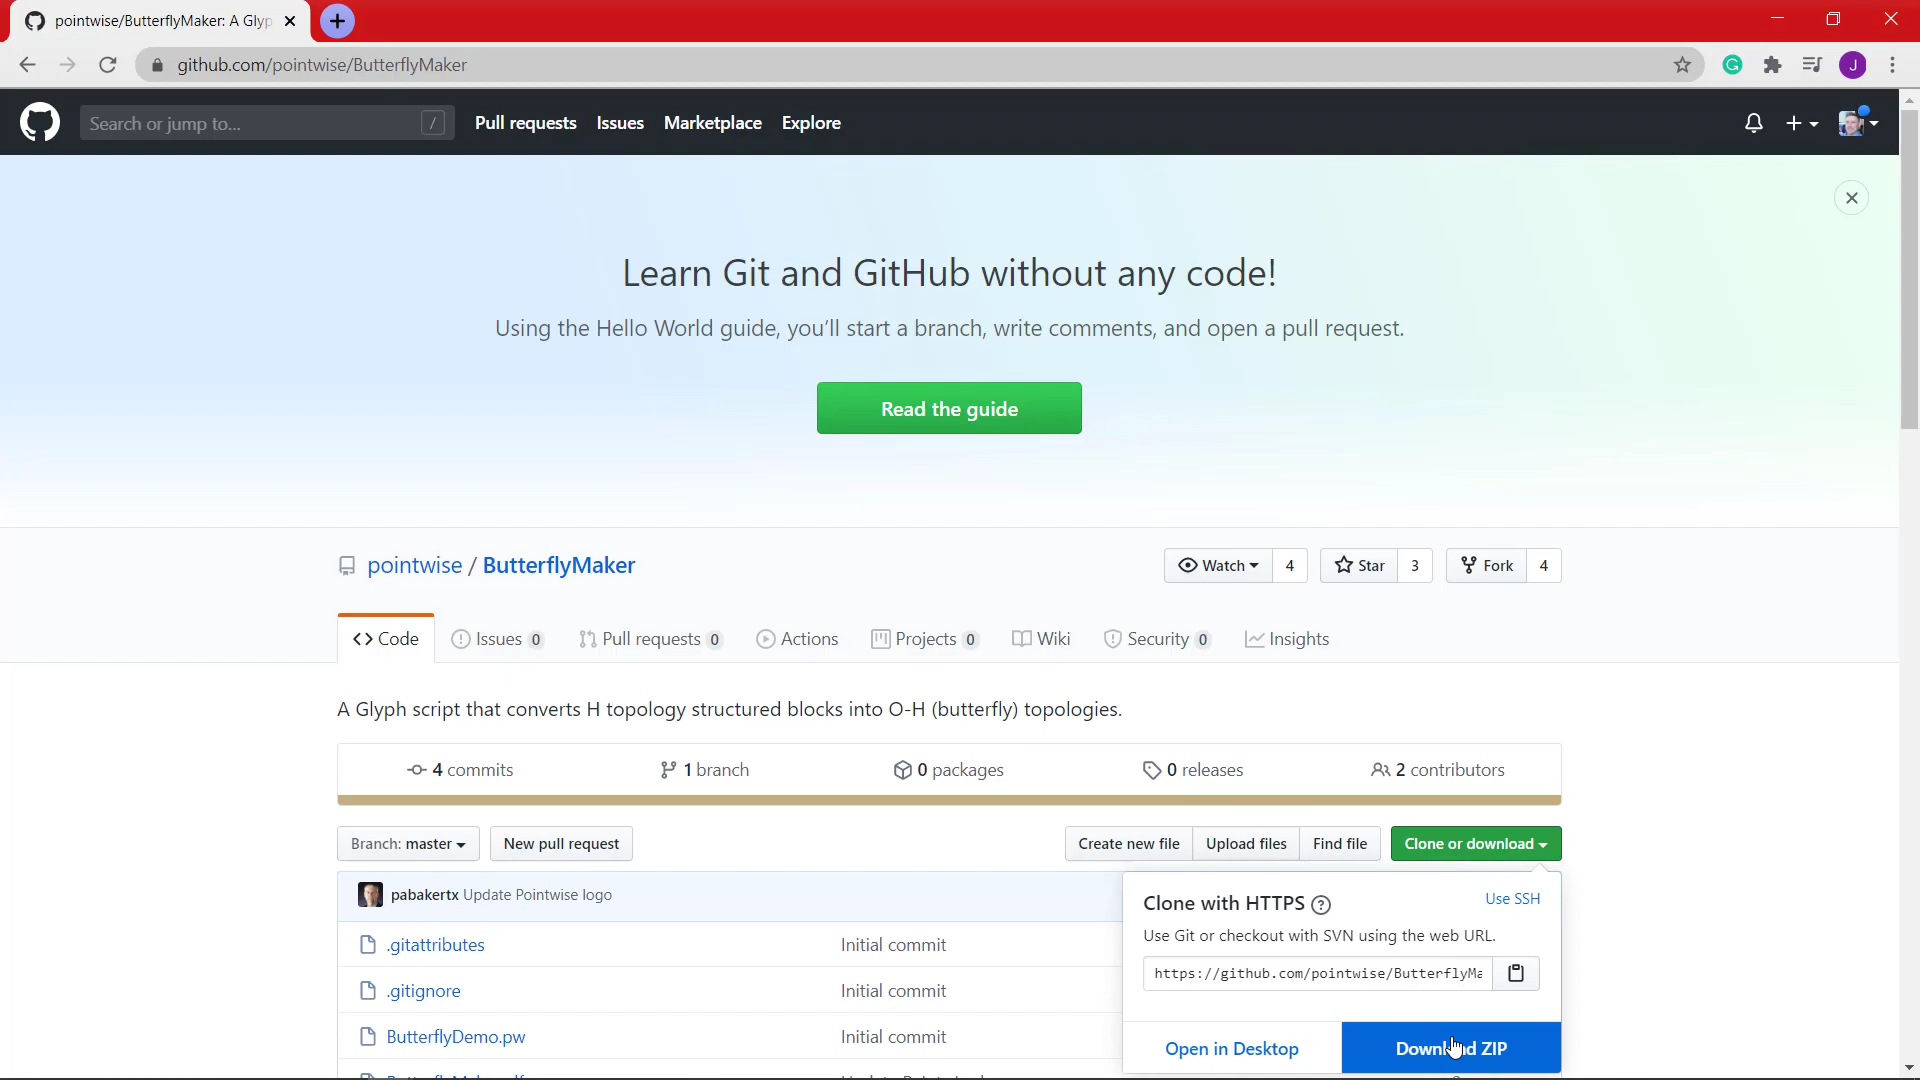 pointwise/ButterflyMaker: A Glyp
github.com/pointwise/ButterflyMaker
J
Search or jump to... /
Pull requests Issues Marketplace Explore
Learn Git and GitHub without any code!
Using the Hello World guide, you'll start a branch, write comments, and open a pull request.
Read the guide
pointwise / ButterflyMaker
Watch 4 Star 3 Fork 4
Code Issues 0 Pull requests 0 Actions Projects 0 Wiki Security 0 Insights
A Glyph script that converts H topology structured blocks into O-H (butterfly) topologies.
4 commits 1 branch 0 packages 0 releases 2 contributors
Branch: master New pull request Create new file Upload files Find file Clone or download
pabakertx Update Pointwise logo
Clone with HTTPS ? Use SSH
Use Git or checkout with SVN using the web URL.
https://github.com/pointwise/ButterflyMa
.gitattributes Initial commit
.gitignore Initial commit
ButterflyDemo.pw Initial commit
Open in Desktop Download ZIP